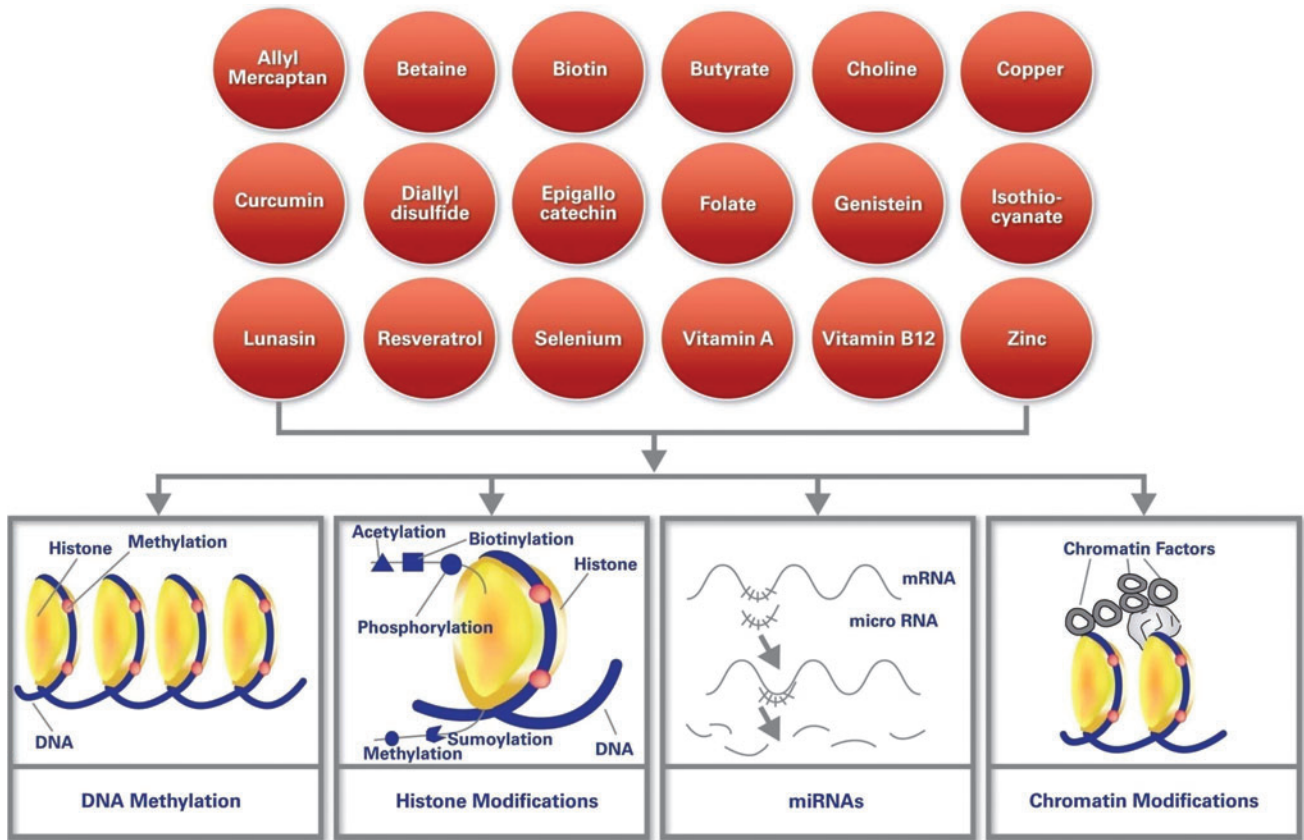 Allyl
Mercaptan
Betaine
Biotin
Butyrate
Choline
Copper
Curcumin
Diallyl
disulfide
Epigallo
catechin
Folate
Genistein
Isothio-
cyanate
Lunasin
Resveratrol
Selenium
Vitamin A
Vitamin B12
Zinc
Histone
Methylation
DNA
DNA Methylation
Acetylation
Biotinylation
Histone
Phosphorylation
Sumoylation
Methylation
DNA
Histone Modifications
mRNA
micro RNA
miRNAs
Chromatin Factors
Chromatin Modifications